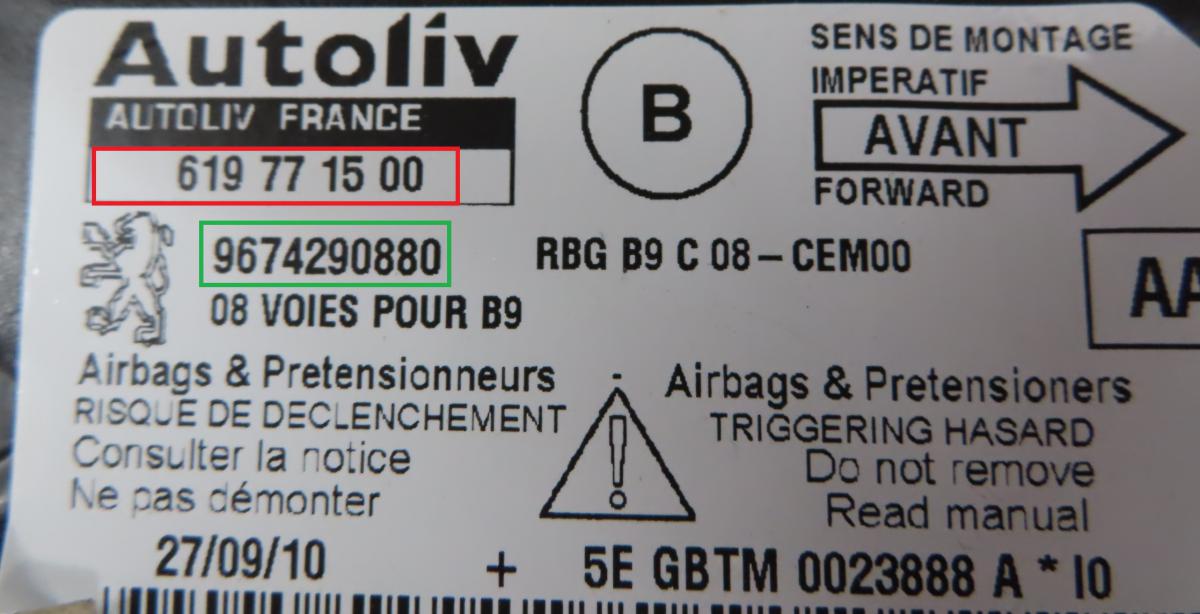 Autoliv
AUTOLIV FRANCE
619 77 15 00
B
SENS DE MONTAGE
IMPERATIF
AVANT
FORWARD
9674290880
RBG B9 C 08-CEM00
08 VOIES POUR B9
AA
Airbags & Pretensionneurs - Airbags & Pretensioners
RISQUE DE DECLENCHEMENT
Consulter la notice
Ne pas démonter
!
TRIGGERING HASARD
Do not remove
Read manual
27/09/10 + 5E GBTM 0023888 A * I0